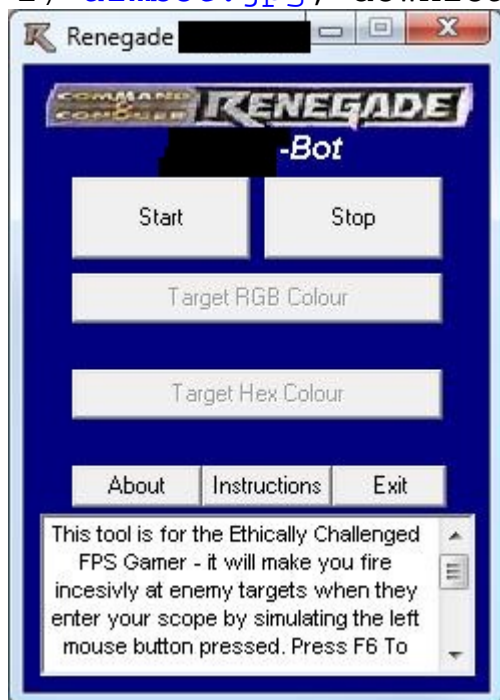 Renegade
COMMAND & CONQUER RENEGADE
-Bot
Start Stop
Target RGB Colour
Target Hex Colour
About Instructions Exit
This tool is for the Ethically Challenged
FPS Gamer - it will make you fire
incesivly at enemy targets when they
enter your scope by simulating the left
mouse button pressed. Press F6 To